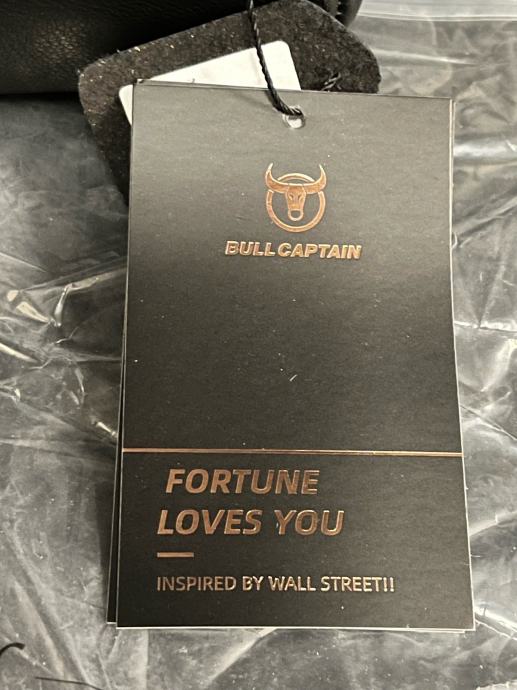 BULL CAPTAIN
FORTUNE
LOVES YOU
INSPIRED BY WALL STREET!!